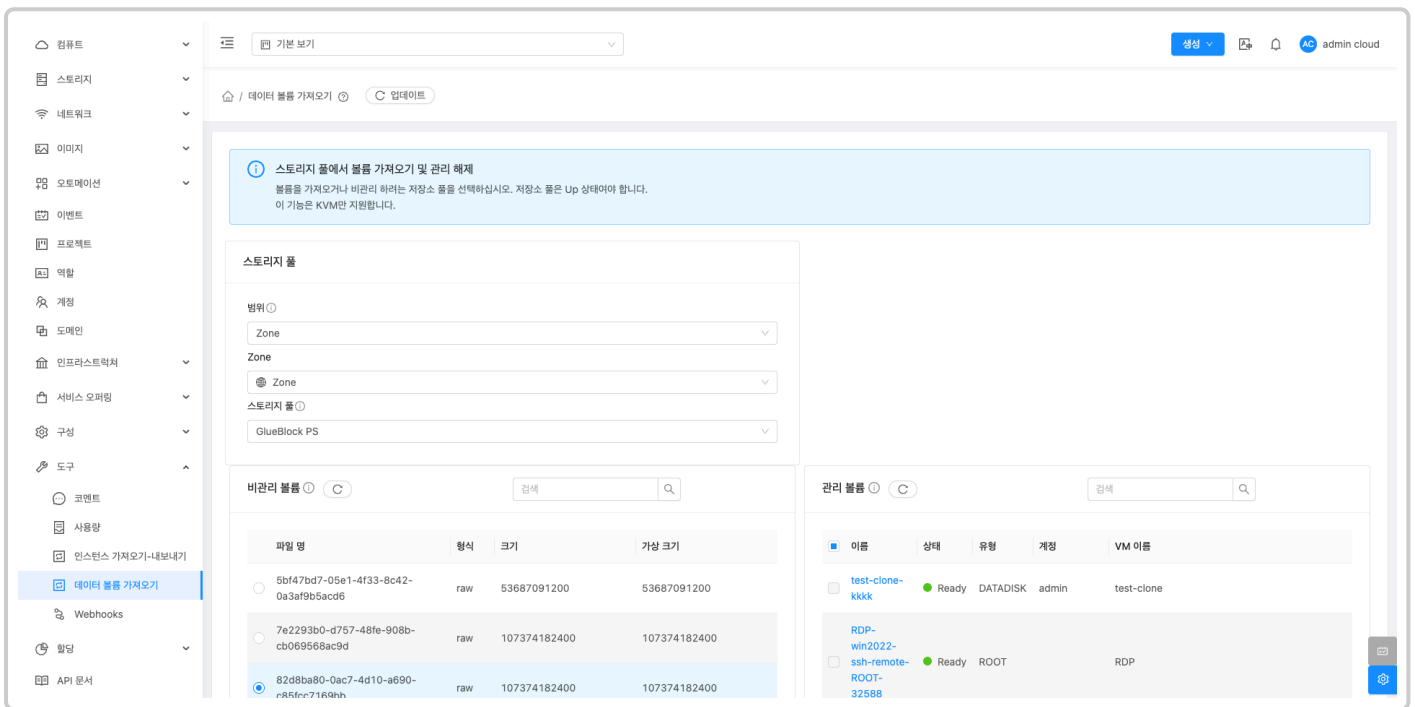 컴퓨트
스토리지
네트워크
이미지
오토메이션
이벤트
프로젝트
역할
계정
도메인
인프라스트럭쳐
서비스 오퍼링
구성
도구
코멘트
사용량
인스턴스 가져오기-내보내기
데이터 볼륨 가져오기
Webhooks
할당
API 문서
기본 보기
생성
AC admin cloud
/ 데이터 볼륨 가져오기
업데이트
스토리지 풀에서 볼륨 가져오기 및 관리 해제
볼륨을 가져오거나 비관리 하려는 저장소 풀을 선택하십시오. 저장소 풀은 Up 상태여야 합니다.
이 기능은 KVM만 지원합니다.
스토리지 풀
범위
Zone
Zone
Zone
스토리지 풀
GlueBlock PS
비관리 볼륨
검색
파일 명 형식 크기 가상 크기
5bf47bd7-05e1-4f33-8c42-
0a3af9b5acd6
raw 53687091200 53687091200
7e2293b0-d757-48fe-908b-
cb069568ac9d
raw 107374182400 107374182400
82d8ba80-0ac7-4d10-a690-
c85fcc7169bb
raw 107374182400 107374182400
관리 볼륨
검색
이름 상태 유형 계정 VM 이름
test-clone-
kkkk
Ready DATADISK admin test-clone
RDP-
win2022-
ssh-remote-
ROOT-
32588
Ready ROOT RDP